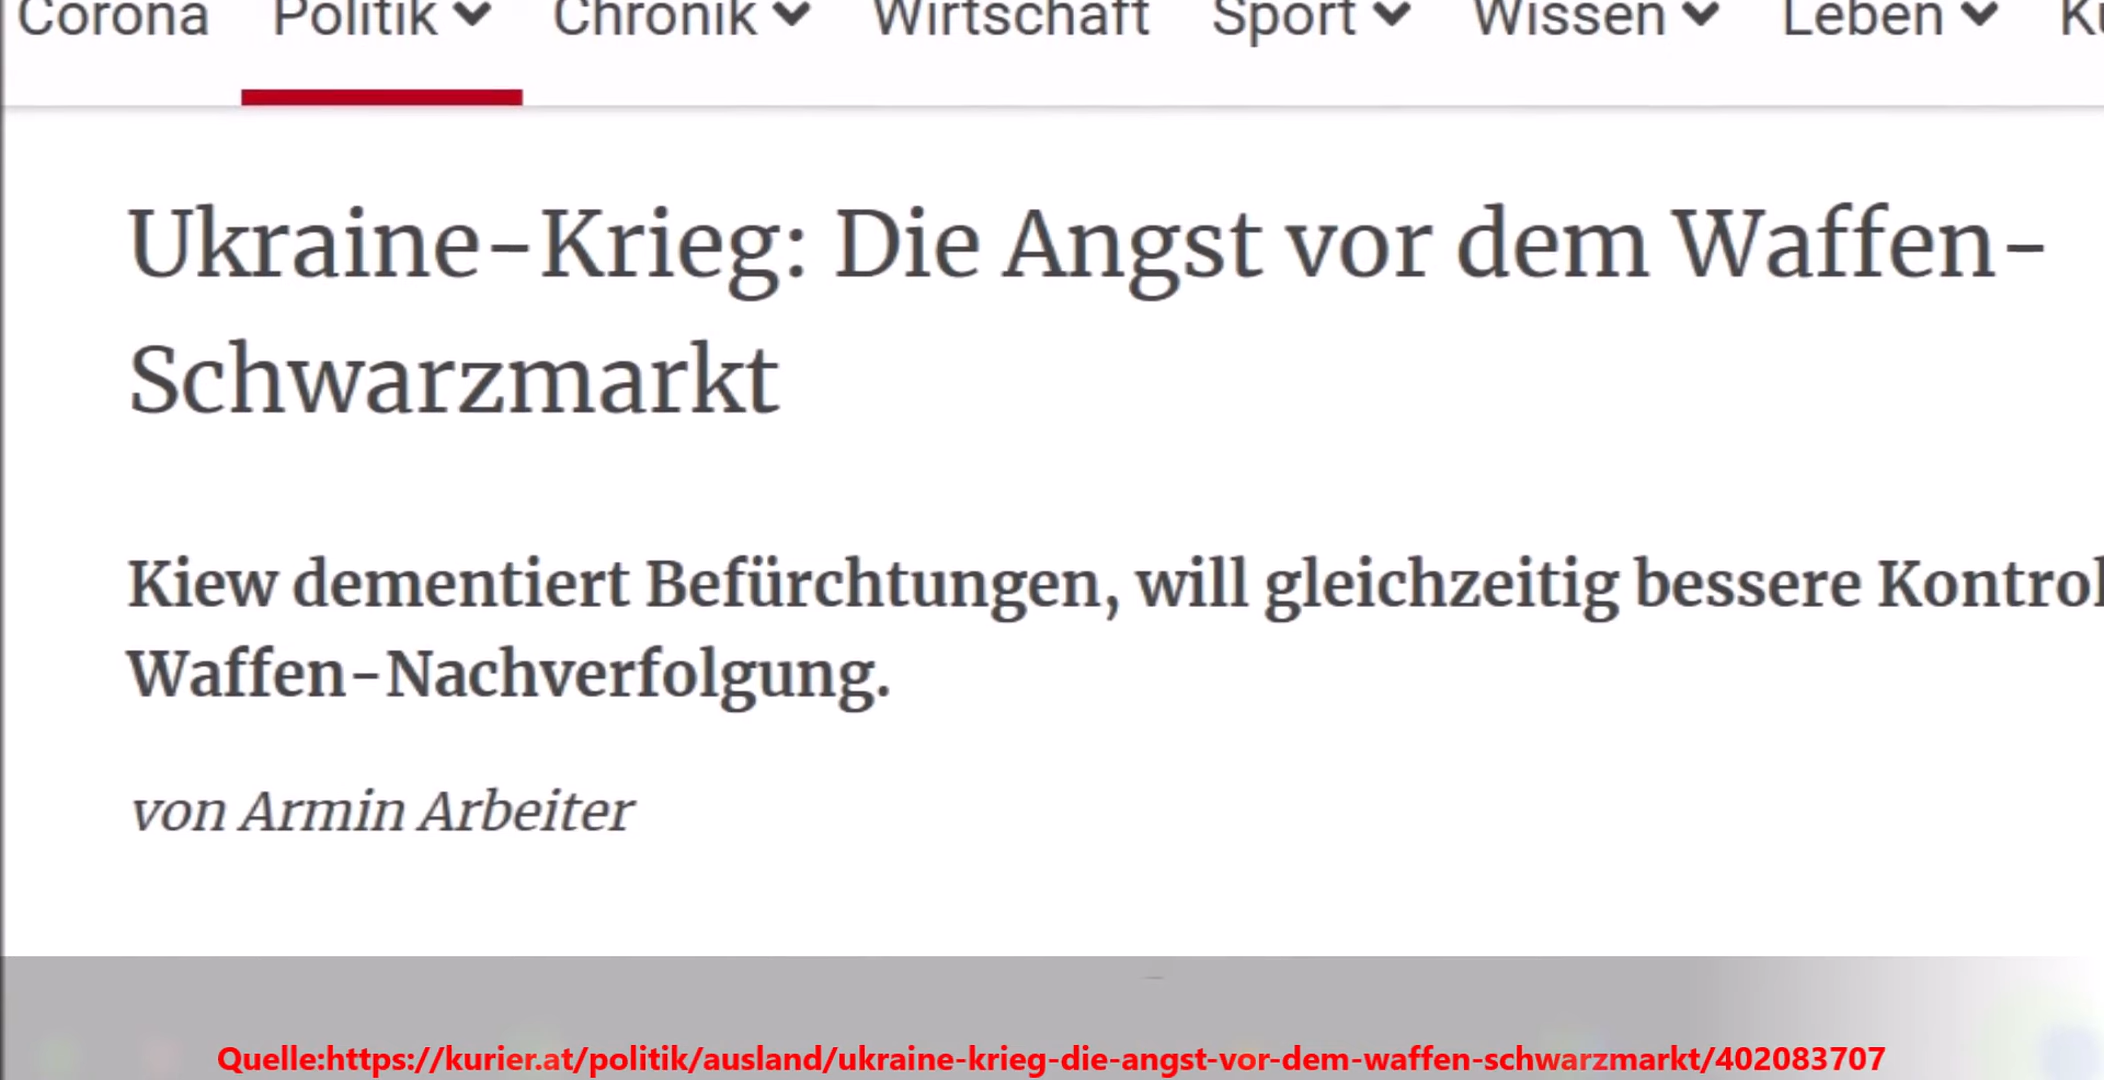 Corona Politik Chronik Wirtschaft Sport Wissen Leben
Ukraine-Krieg: Die Angst vor dem Waffen-
Schwarzmarkt
Kiew dementiert Befürchtungen, will gleichzeitig bessere Kontrol
Waffen-Nachverfolgung.
von Armin Arbeiter
Quelle:https://kurier.at/politik/ausland/ukraine-krieg-die-angst-vor-dem-waffen-schwarzmarkt/402083707